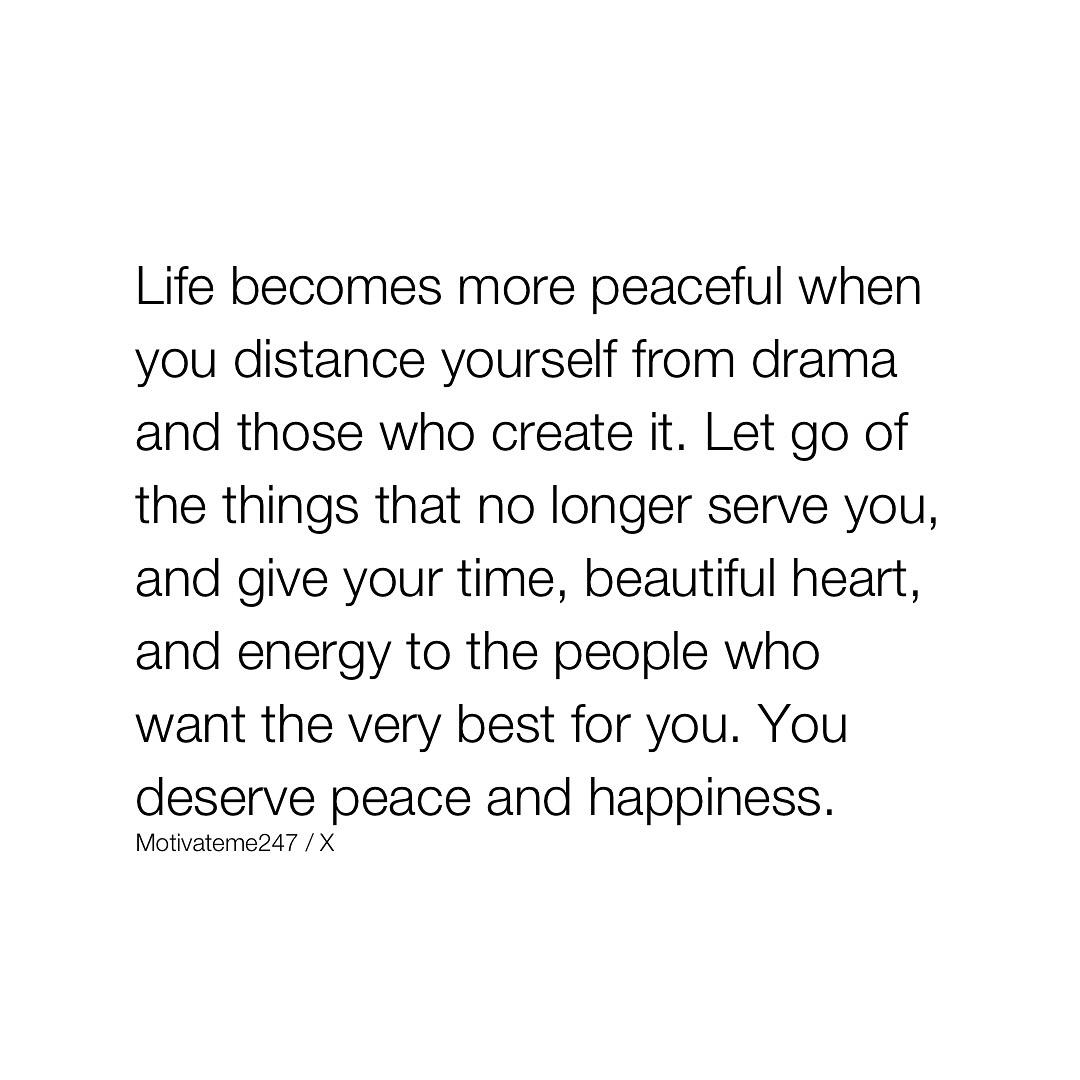 Life becomes more peaceful when
you distance yourself from drama
and those who create it. Let go of
the things that no longer serve you,
and give your time, beautiful heart,
and energy to the people who
want the very best for you. You
deserve peace and happiness.
Motivateme247 / X